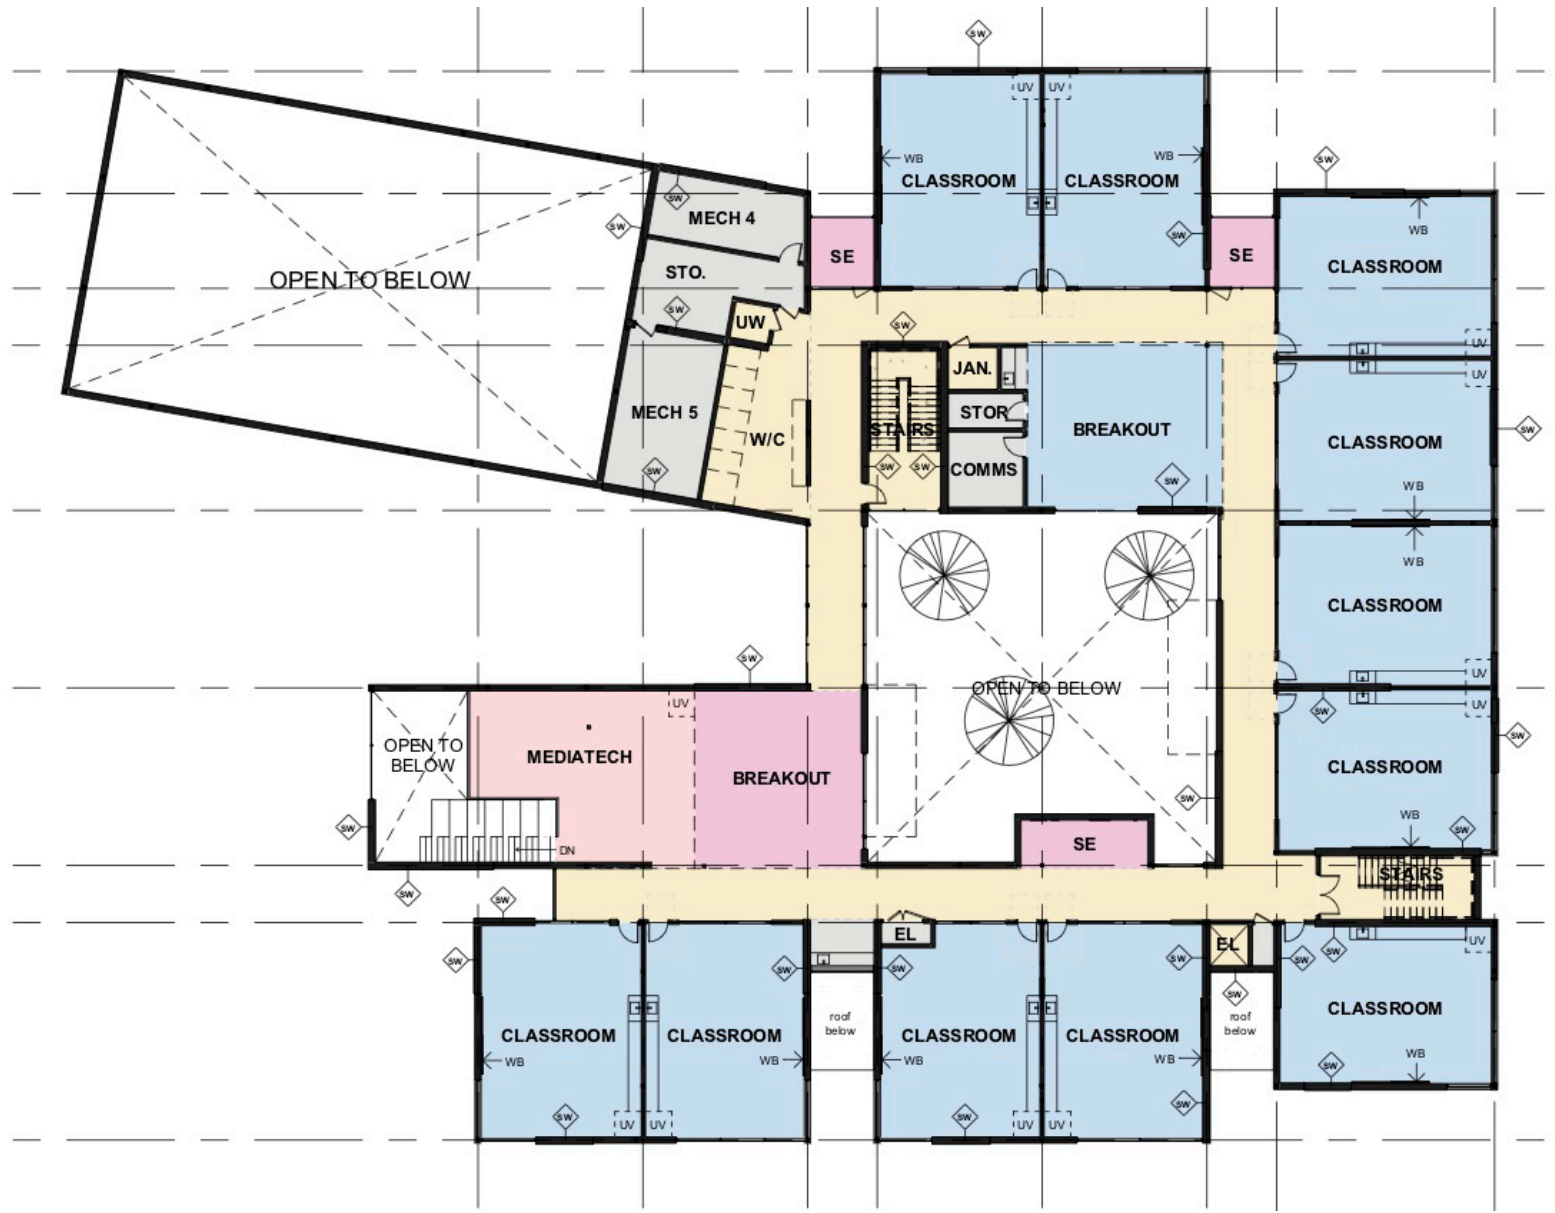 SW
UV
UV
WB
WB
CLASSROOM
CLASSROOM
SW
SW
SW
MECH 4
SW
SW
WB
SE
SE
CLASSROOM
STO.
OPEN TO BELOW
SW
UW
SW
UV
JAN.
UV
MECH 5
STOR
STAIRS
BREAKOUT
W/C
CLASSROOM
SW
SW
SW
SW
COMMS
SW
WB
WB
CLASSROOM
SW
OPEN TO BELOW
UV
UV
UV
SW
SW
OPEN TO
BELOW
MEDIATECH
BREAKOUT
CLASSROOM
SW
SW
WB
SW
DN
SE
STAIRS
SW
SW
EL
EL
UV
SW
SW
SW
SW
SW
SW
SW
roof
below
roof
below
CLASSROOM
CLASSROOM
CLASSROOM
CLASSROOM
CLASSROOM
WB
WB
WB
WB
WB
SW
SW
SW
SW
UV
UV
UV
UV